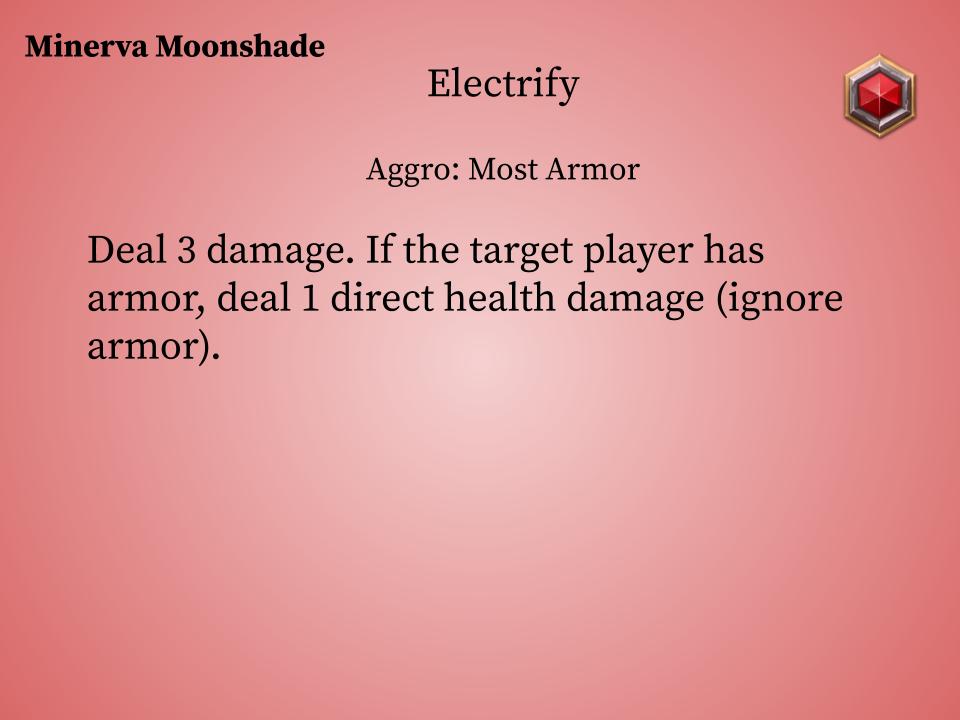 Minerva Moonshade
Electrify
Aggro: Most Armor
Deal 3 damage. If the target player has
armor, deal 1 direct health damage (ignore
armor).